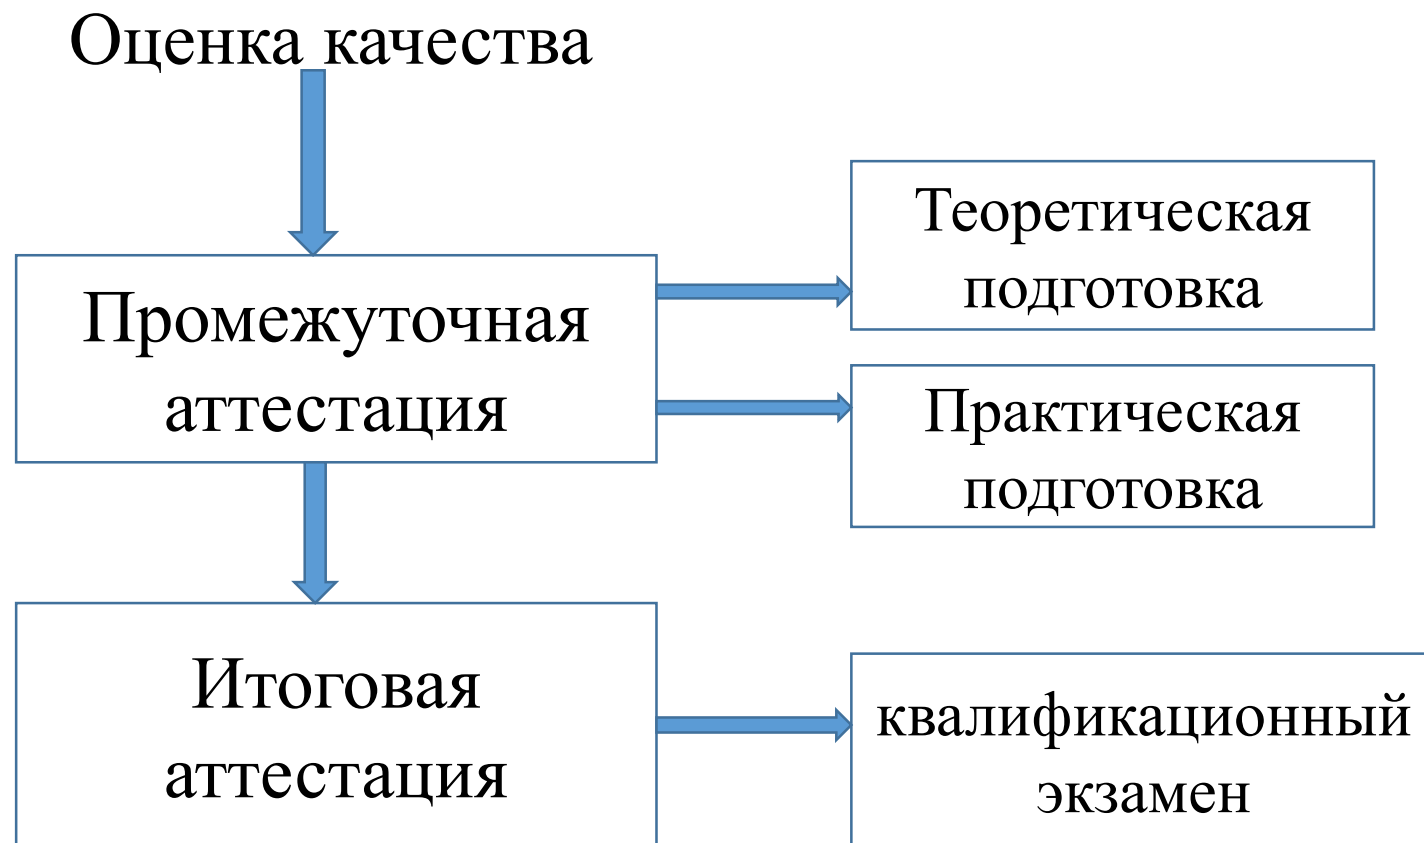 Оценка качества
Промежуточная
аттестация
Теоретическая
подготовка
Практическая
подготовка
Итоговая
аттестация
квалификационный
экзамен